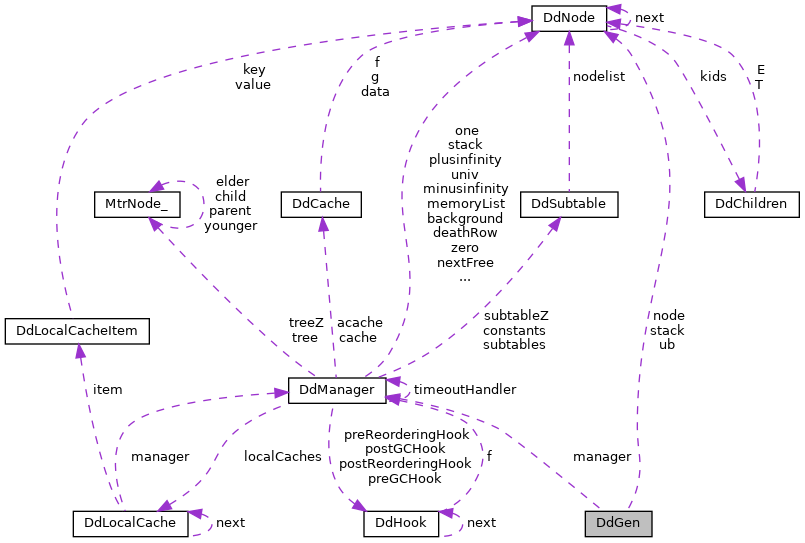 DdNode
next
key
value
f
g
data
nodelist
kids
E
T
one
stack
plusinfinity
univ
minusinfinity
memoryList
background
deathRow
zero
nextFree
...
MtrNode_
elder
child
parent
younger
DdCache
DdSubtable
DdChildren
DdLocalCacheItem
treeZ
tree
acache
cache
subtableZ
constants
subtables
node
stack
ub
item
DdManager
timeoutHandler
manager
localCaches
preReorderingHook
postGCHook
postReorderingHook
preGCHook
f
manager
DdLocalCache
next
DdHook
next
DdGen